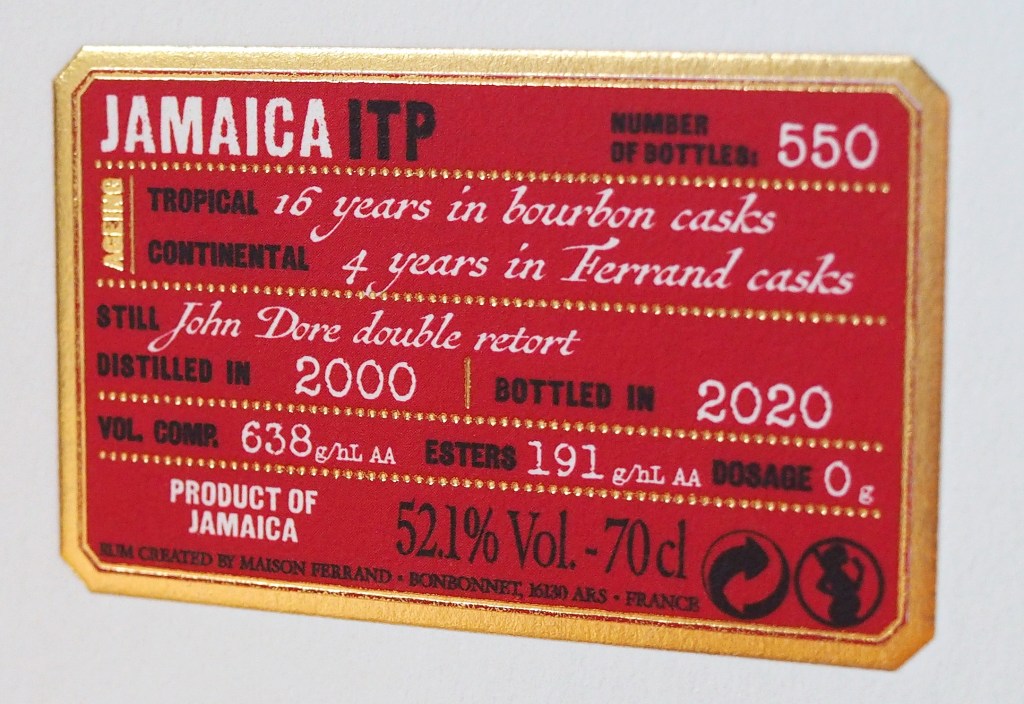 JAMAICA ITP
NUMBER
OF BOTTLES: 550
AGEING
TROPICAL 16 years in bourbon casks
CONTINENTAL 4 years in Ferrand casks
STILL John Dore double retort
DISTILLED IN 2000 BOTTLED IN 2020
VOL. COMP. 638 g/hL AA ESTERS 191 g/hL AA DOSAGE 0 g
PRODUCT OF
JAMAICA
52.1% Vol. - 70 cl
RUM CREATED BY MAISON FERRAND • BONBONNET, 16130 ARS • FRANCE